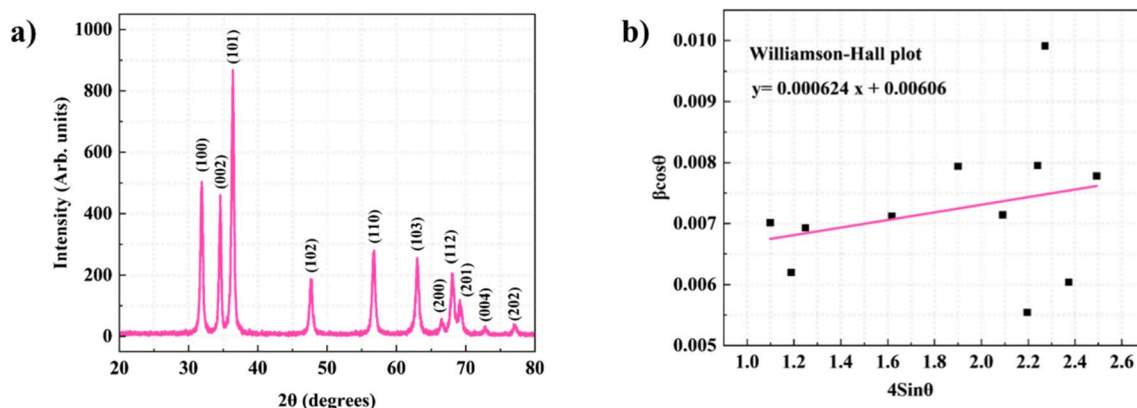 a)
1000
800
600
400
200
0
Intensity (Arb. units)
(100)
(002)
(101)
(102)
(110)
(103)
(200)
(112)
(201)
(004)
(202)
20 30 40 50 60 70 80
2θ (degrees)
b)
Williamson-Hall plot
y= 0.000624 x + 0.00606
0.010
0.009
0.008
0.007
0.006
0.005
βcosθ
1.0 1.2 1.4 1.6 1.8 2.0 2.2 2.4 2.6
4Sinθ